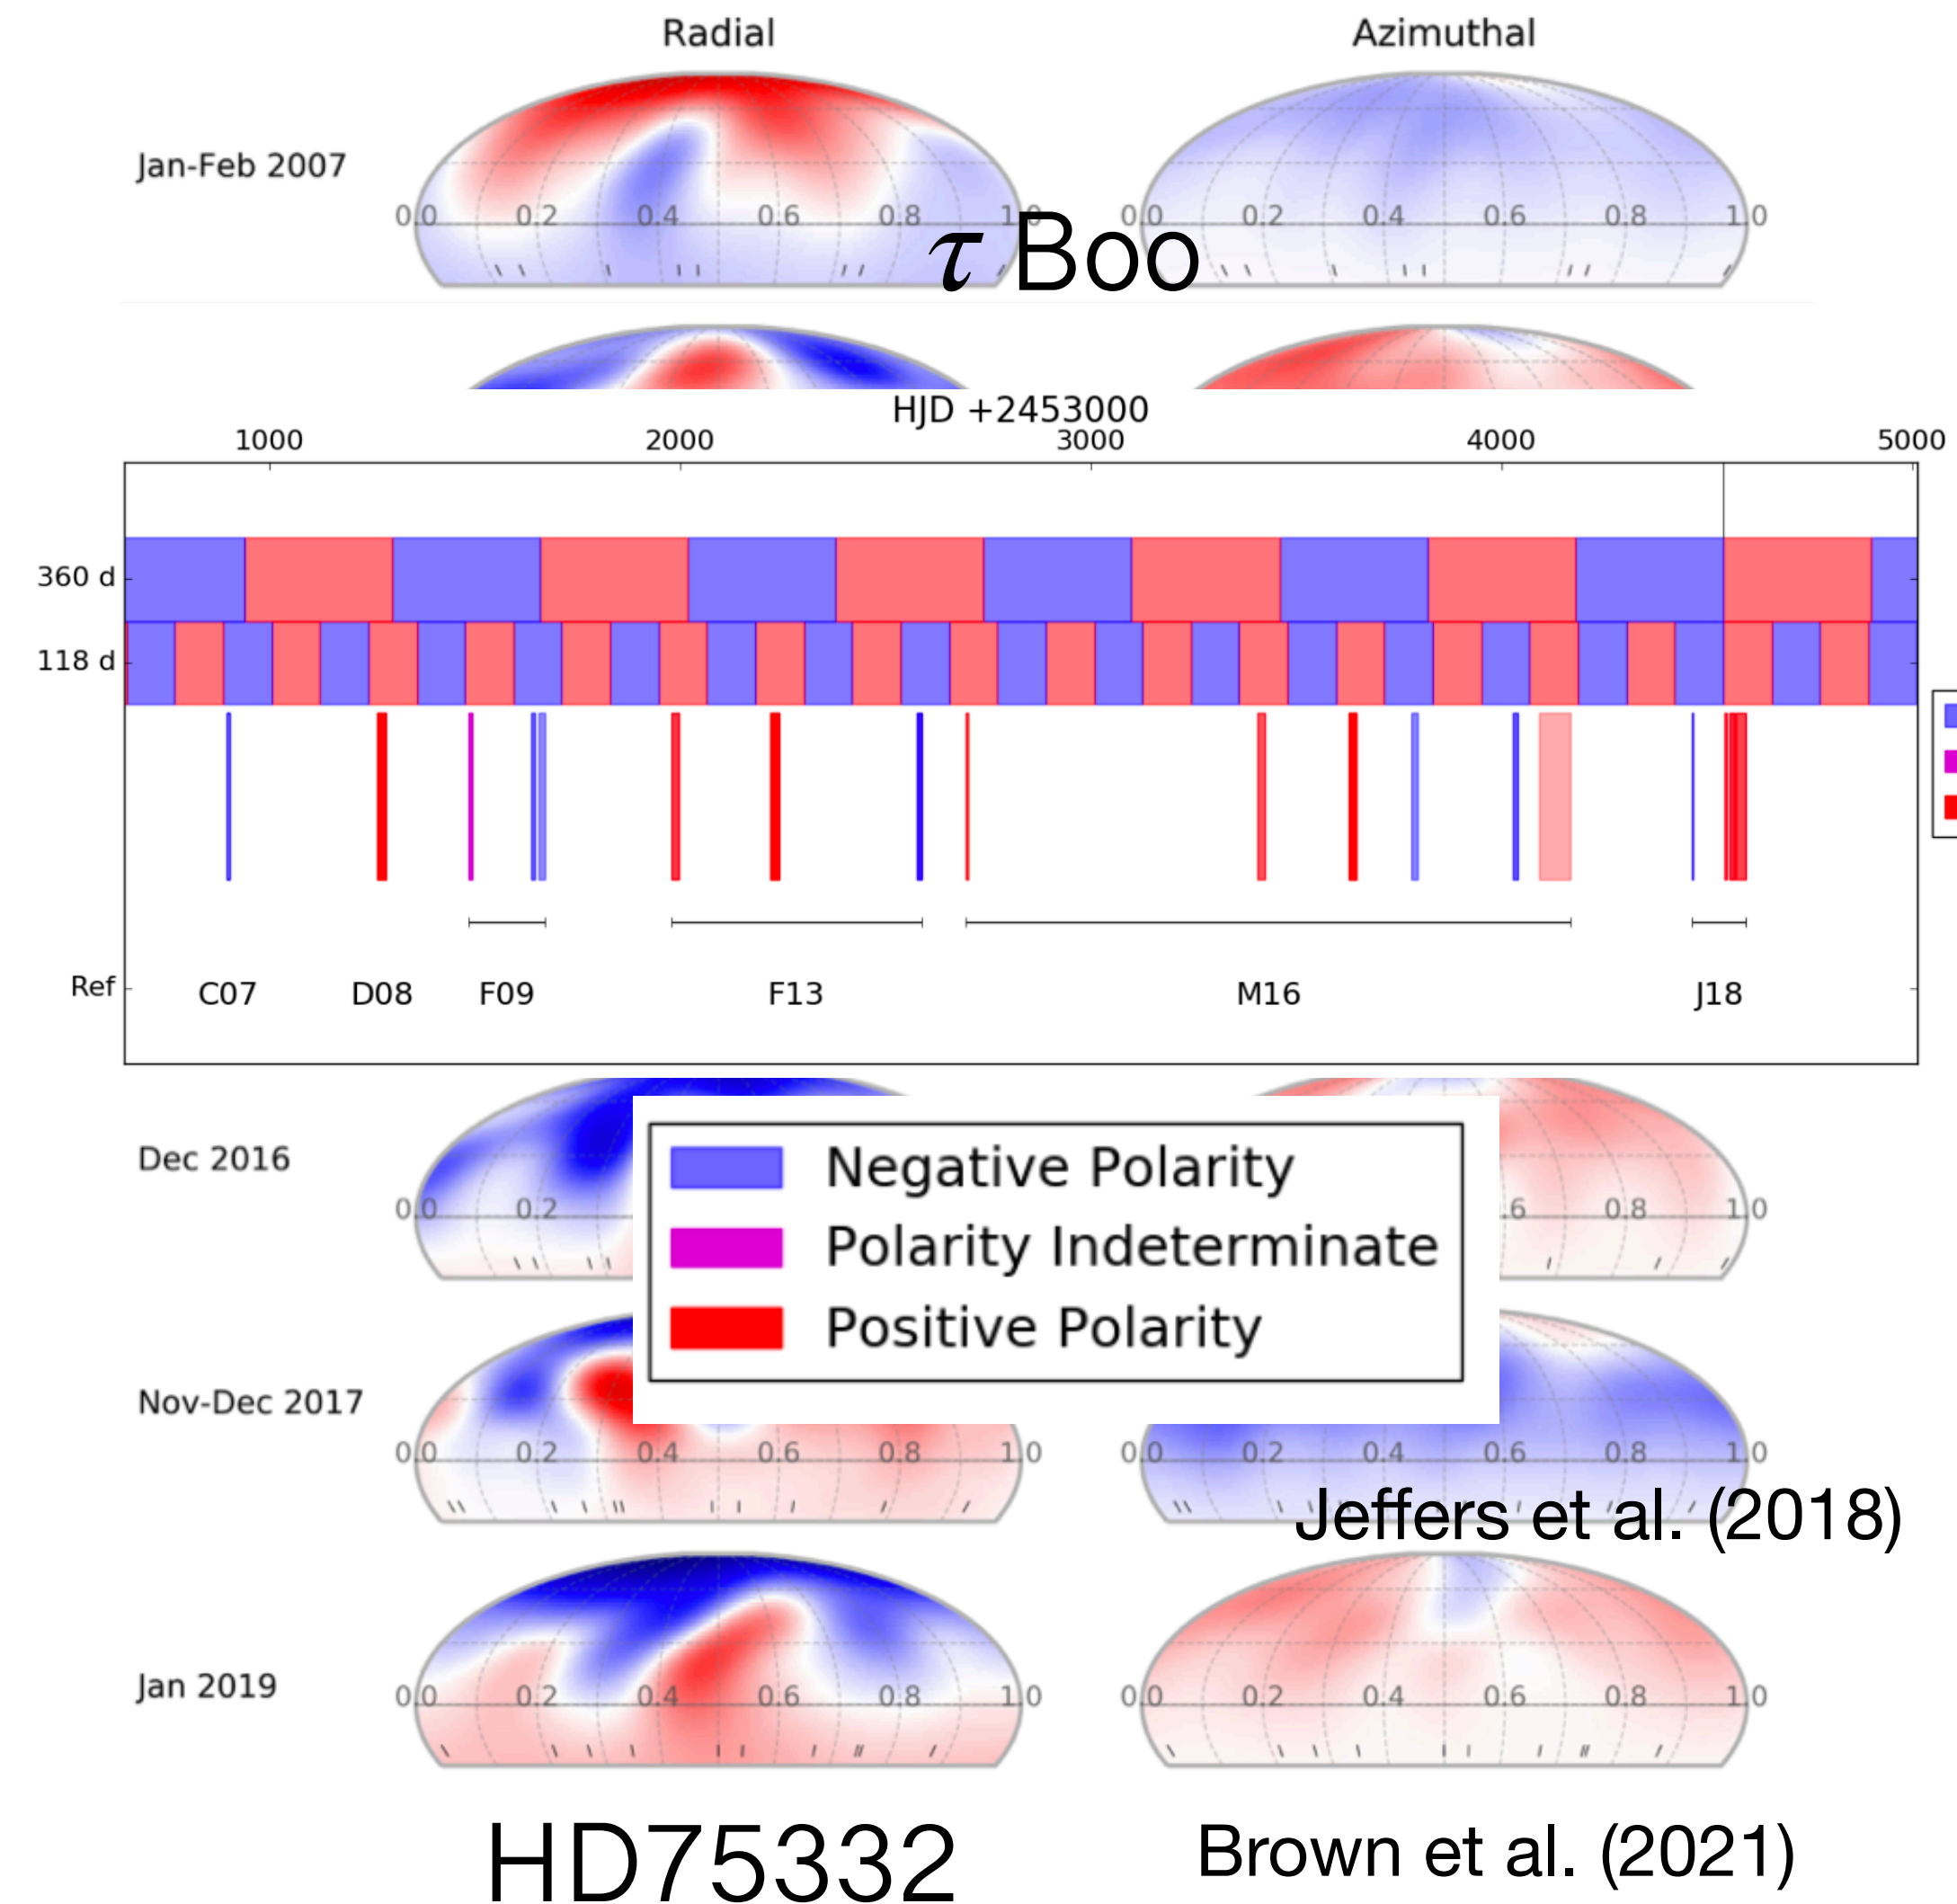 Radial Azimuthal
Jan-Feb 2007
0.0 0.2 0.4 0.6 0.8 1.0 0.0 0.2 0.4 0.6 0.8 1.0
τ Boo
HJD +2453000
1000 2000 3000 4000 5000
360 d
118 d
Ref C07 D08 F09 F13 M16 J18
Dec 2016
0.0 0.2 .6 0.8 1.0
Negative Polarity
Polarity Indeterminate
Positive Polarity
Nov-Dec 2017
0.0 0.2 0.4 0.6 0.8 1.0 0.0 0.2 0.4 0.6 0.8 1.0
Jeffers et al. (2018)
Jan 2019
0.0 0.2 0.4 0.6 0.8 1.0 0.0 0.2 0.4 0.6 0.8 1.0
HD75332 Brown et al. (2021)